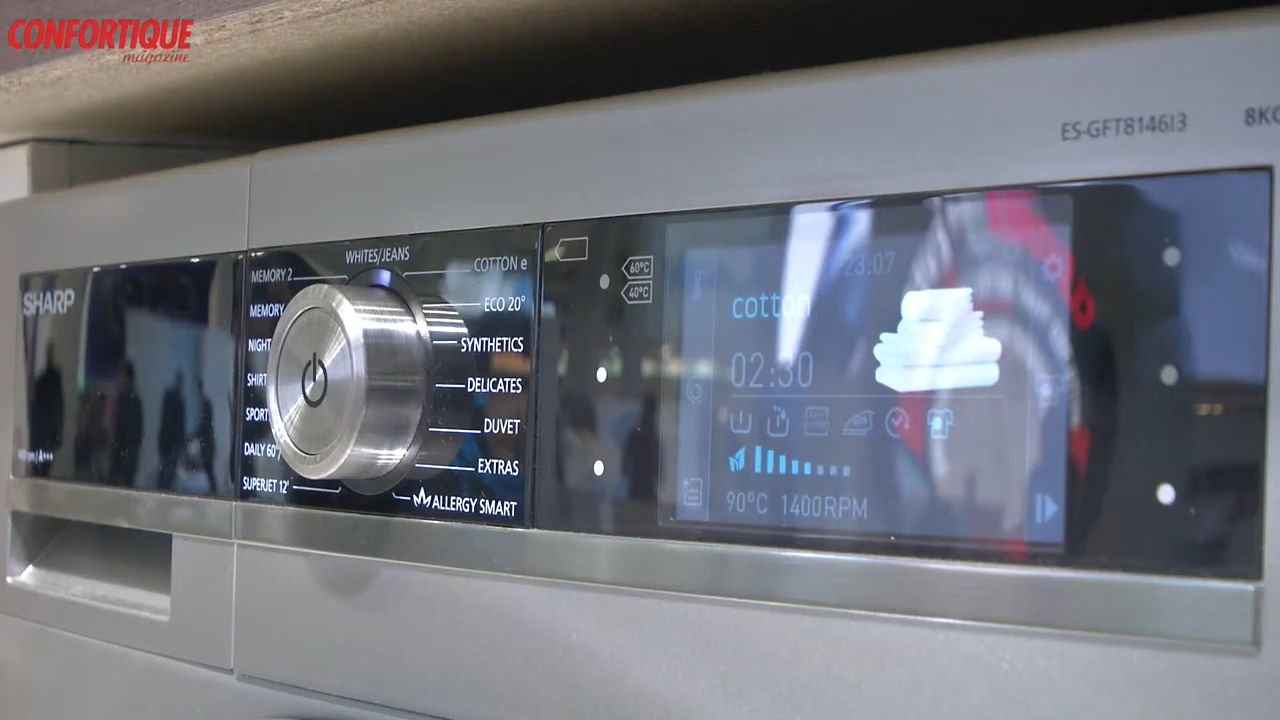 CONFORTIQUE
magazine
ES-GFT8146I3
8KG
SHARP
A+++
WHITES/JEANS
MEMORY 2
MEMORY
NIGHT
SHIRT
SPORT
DAILY 60'
SUPERJET 12'
COTTON e
ECO 20°
SYNTHETICS
DELICATES
DUVET
EXTRAS
ALLERGY SMART
60°C
40°C
23:07
cotton
02:30
90°C 1400RPM